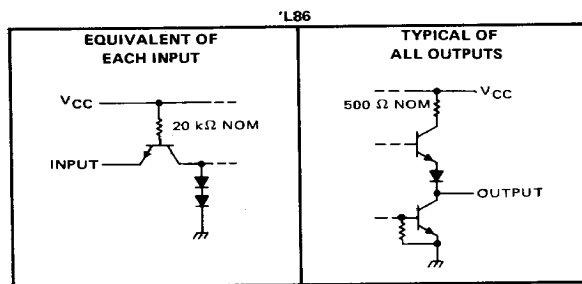 'L86
EQUIVALENT OF
EACH INPUT
VCC
20 kΩ NOM
INPUT
TYPICAL OF
ALL OUTPUTS
500 Ω NOM
VCC
OUTPUT